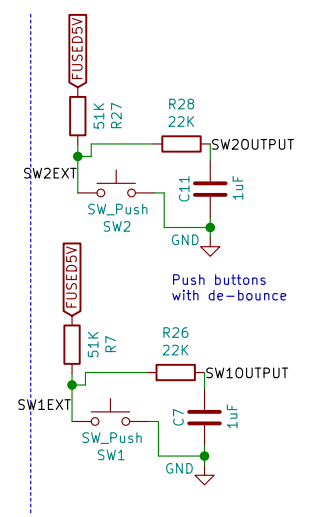 FUSED5V
51K
R27
R28
22K
SW2OUTPUT
SW2EXT
C11
1uF
SW_Push
SW2
GND
FUSED5V
Push buttons
with de-bounce
51K
R7
R26
22K
SW1OUTPUT
SW1EXT
C7
1uF
SW_Push
SW1
GND